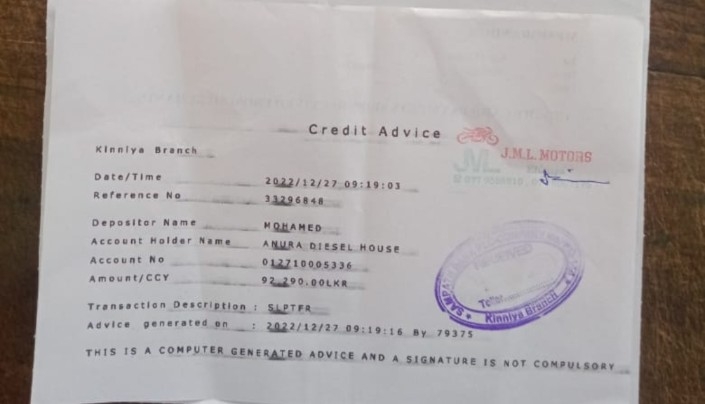 Credit Advice
J.M.L. MOTORS
JML
Kinniya Branch
Date/Time 2022/12/27 09:19:03
Reference No 33296848
Depositor Name MOHAMED
Account Holder Name ANURA DIESEL HOUSE
Account No 012710005336
Amount/CCY 92,290.00LKR
Teller
Kinniya Branch
Transaction Description : SLPTFR
Advice generated on : 2022/12/27 09:19:16 By 79375
THIS IS A COMPUTER GENERATED ADVICE AND A SIGNATURE IS NOT COMPULSORY